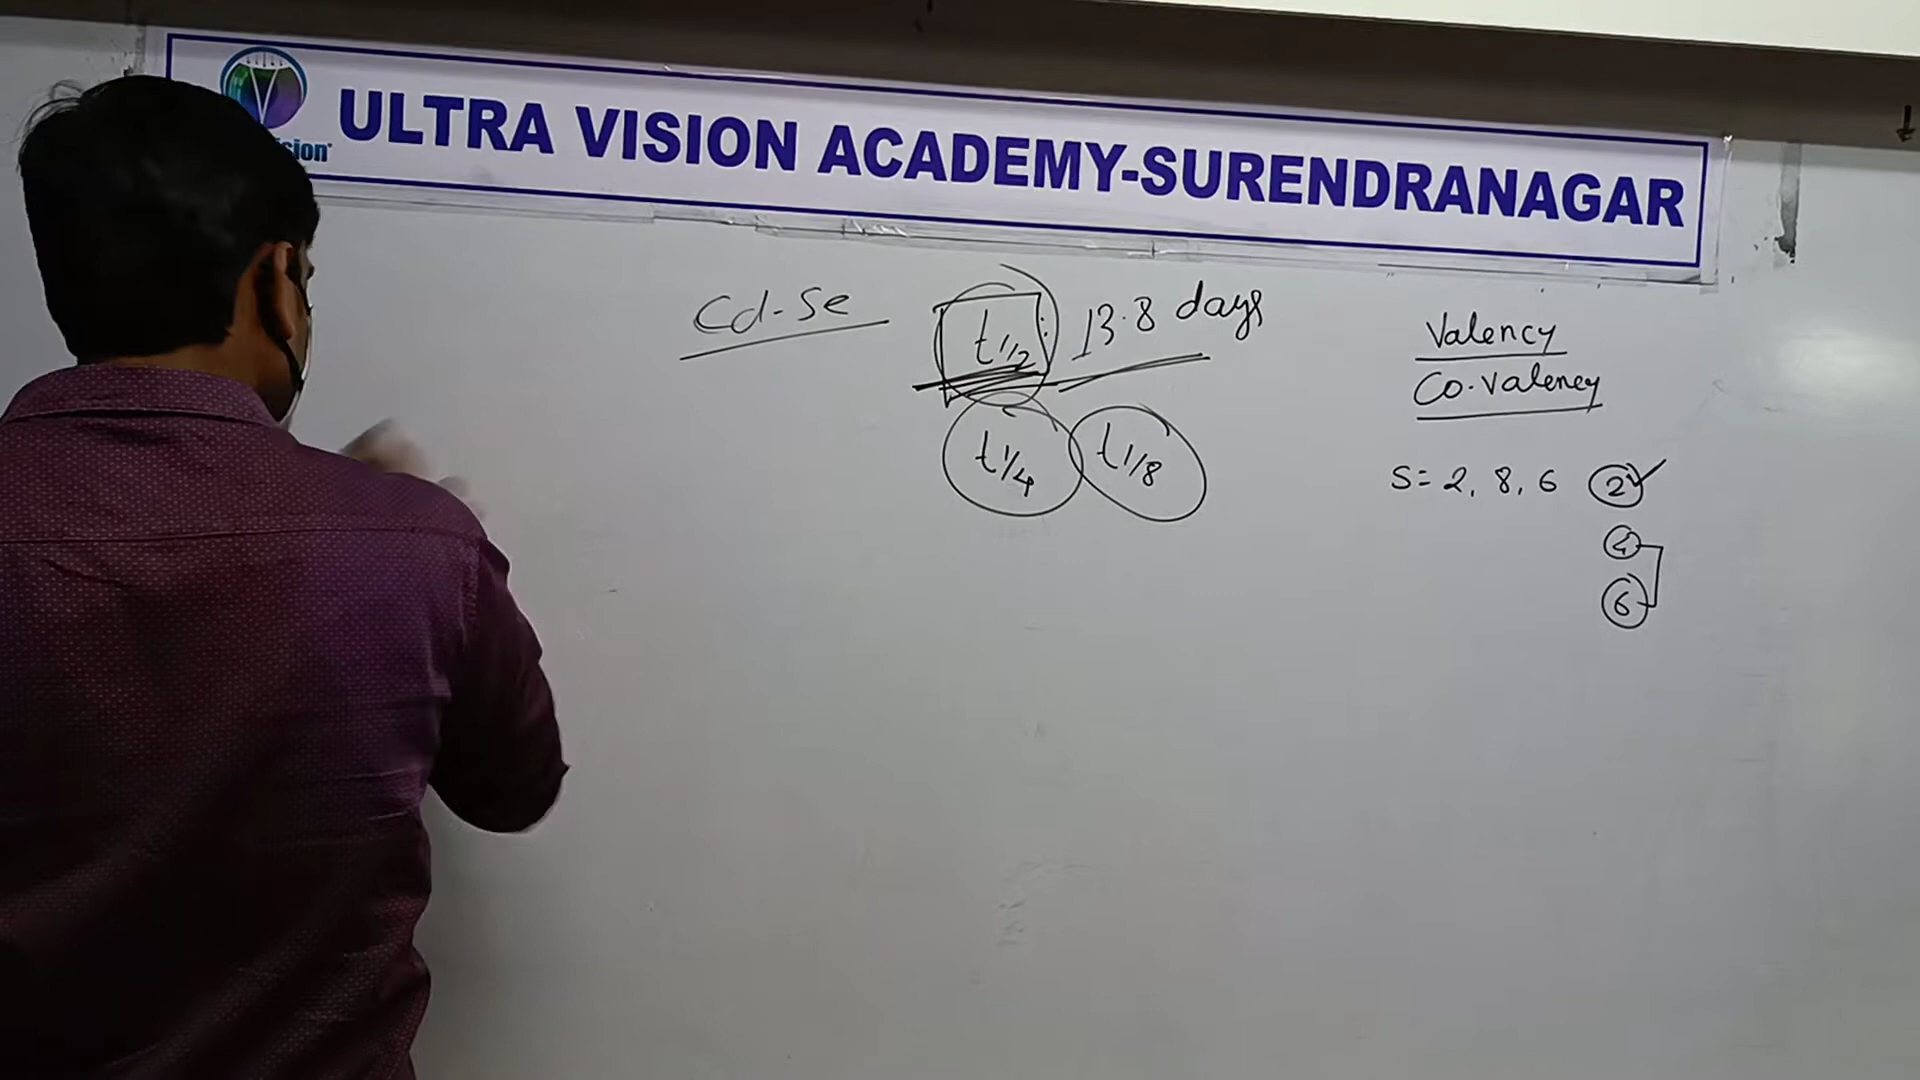 ULTRA VISION ACADEMY-SURENDRANAGAR
Cd-Se
t1/2 : 13.8 days
t1/4 t1/8
Valency
Co-Valency
S= 2, 8, 6 2
4
6